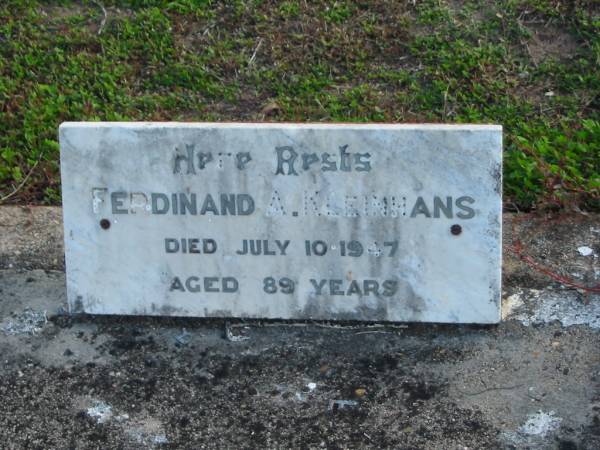 Here Rests
FERDINAND A. KLEINHANS
DIED JULY 10·1947
AGED 89 YEARS